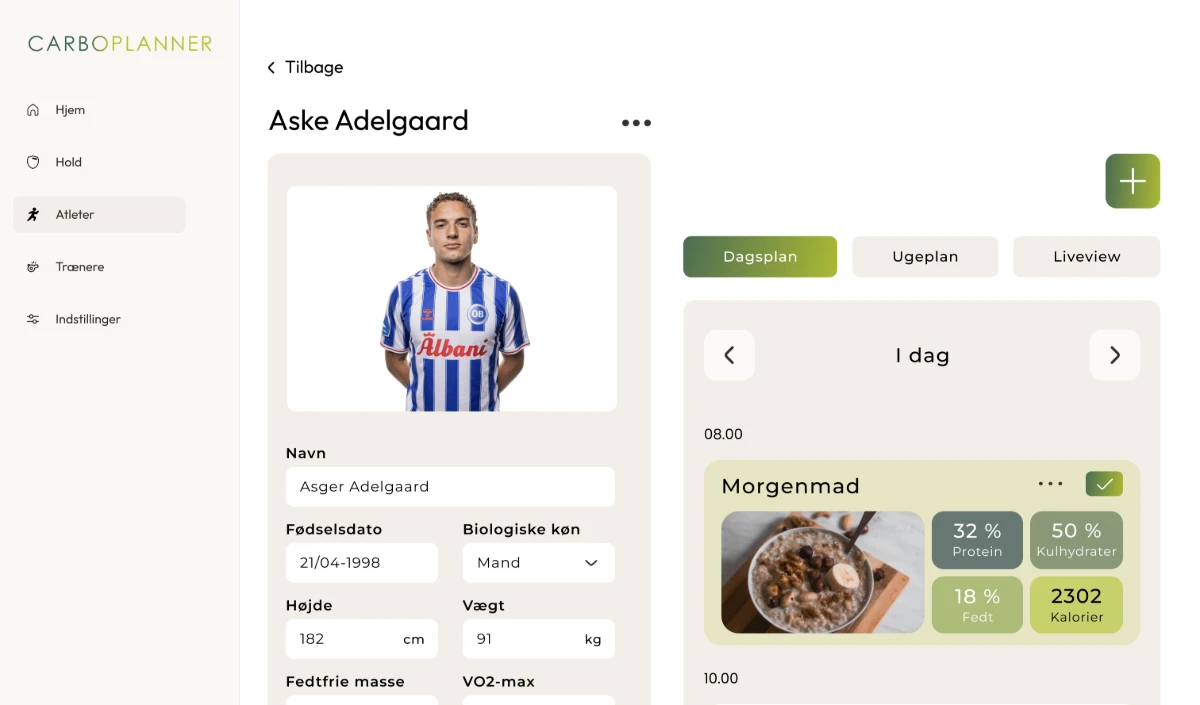 CARBOPLANNER
Hjem
Hold
Atleter
Trænere
Indstillinger
Tilbage
Aske Adelgaard
OB
Albani
Navn
Asger Adelgaard
Fødselsdato
Biologiske køn
21/04-1998
Mand
Højde
Vægt
182 cm
91 kg
Fedtfrie masse
VO2-max
Dagsplan
Ugeplan
Liveview
I dag
08.00
Morgenmad
32 %
Protein
50 %
Kulhydrater
18 %
Fedt
2302
Kalorier
10.00